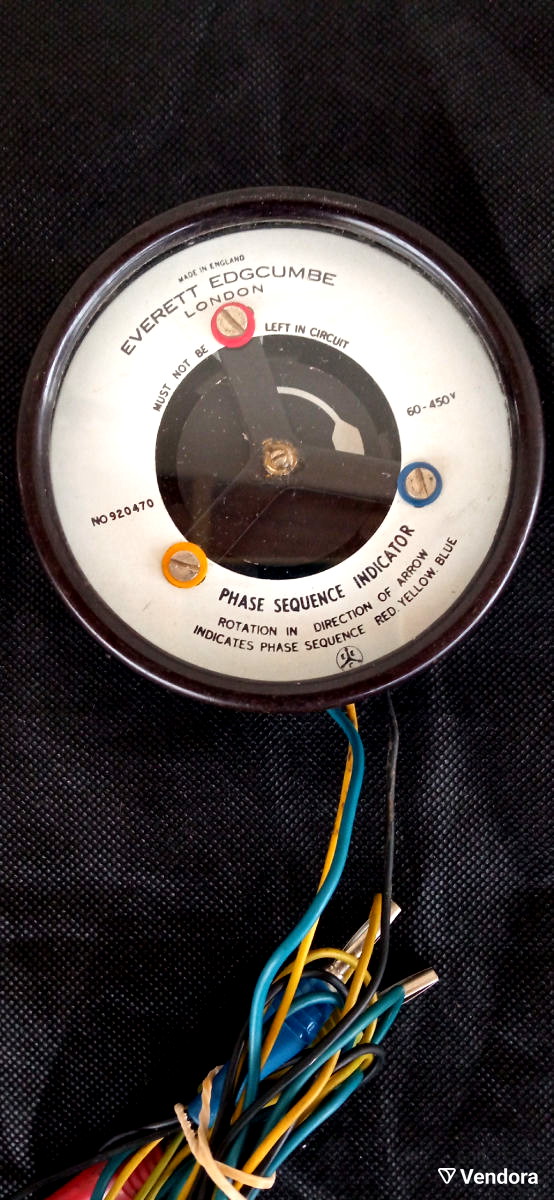 MADE IN ENGLAND
EVERETT EDGCUMBE
LONDON
MUST NOT BE LEFT IN CIRCUIT
60-450V
NO 920470
PHASE SEQUENCE INDICATOR
ROTATION IN DIRECTION OF ARROW
INDICATES PHASE SEQUENCE RED. YELLOW. BLUE
Vendora